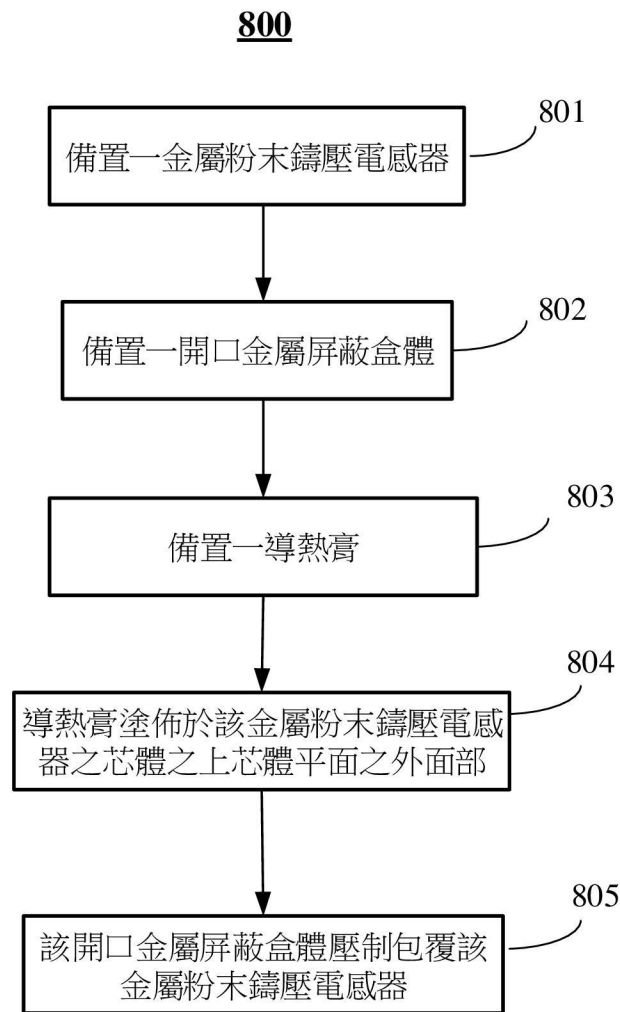 800
801
備置一金屬粉末鑄壓電感器
802
備置一開口金屬屏蔽盒體
803
備置一導熱膏
804
導熱膏塗佈於該金屬粉末鑄壓電感
器之芯體之上芯體平面之外面部
805
該開口金屬屏蔽盒體壓制包覆該
金屬粉末鑄壓電感器